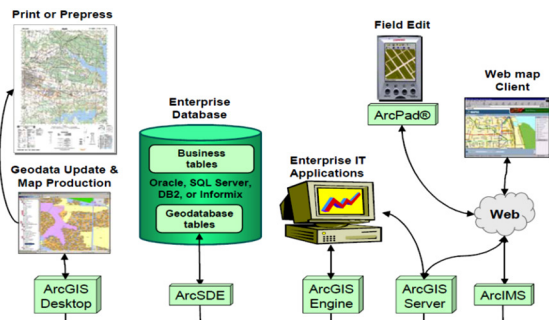 Print or Prepress
Field Edit
Web map
Client
Enterprise
Database
ArcPad®
Business
tables
Geodata Update &
Map Production
Oracle, SQL Server,
DB2, or Informix
Enterprise IT
Applications
Geodatabase
tables
Web
ArcGIS
Desktop
ArcSDE
ArcGIS
Engine
ArcGIS
Server
ArcIMS